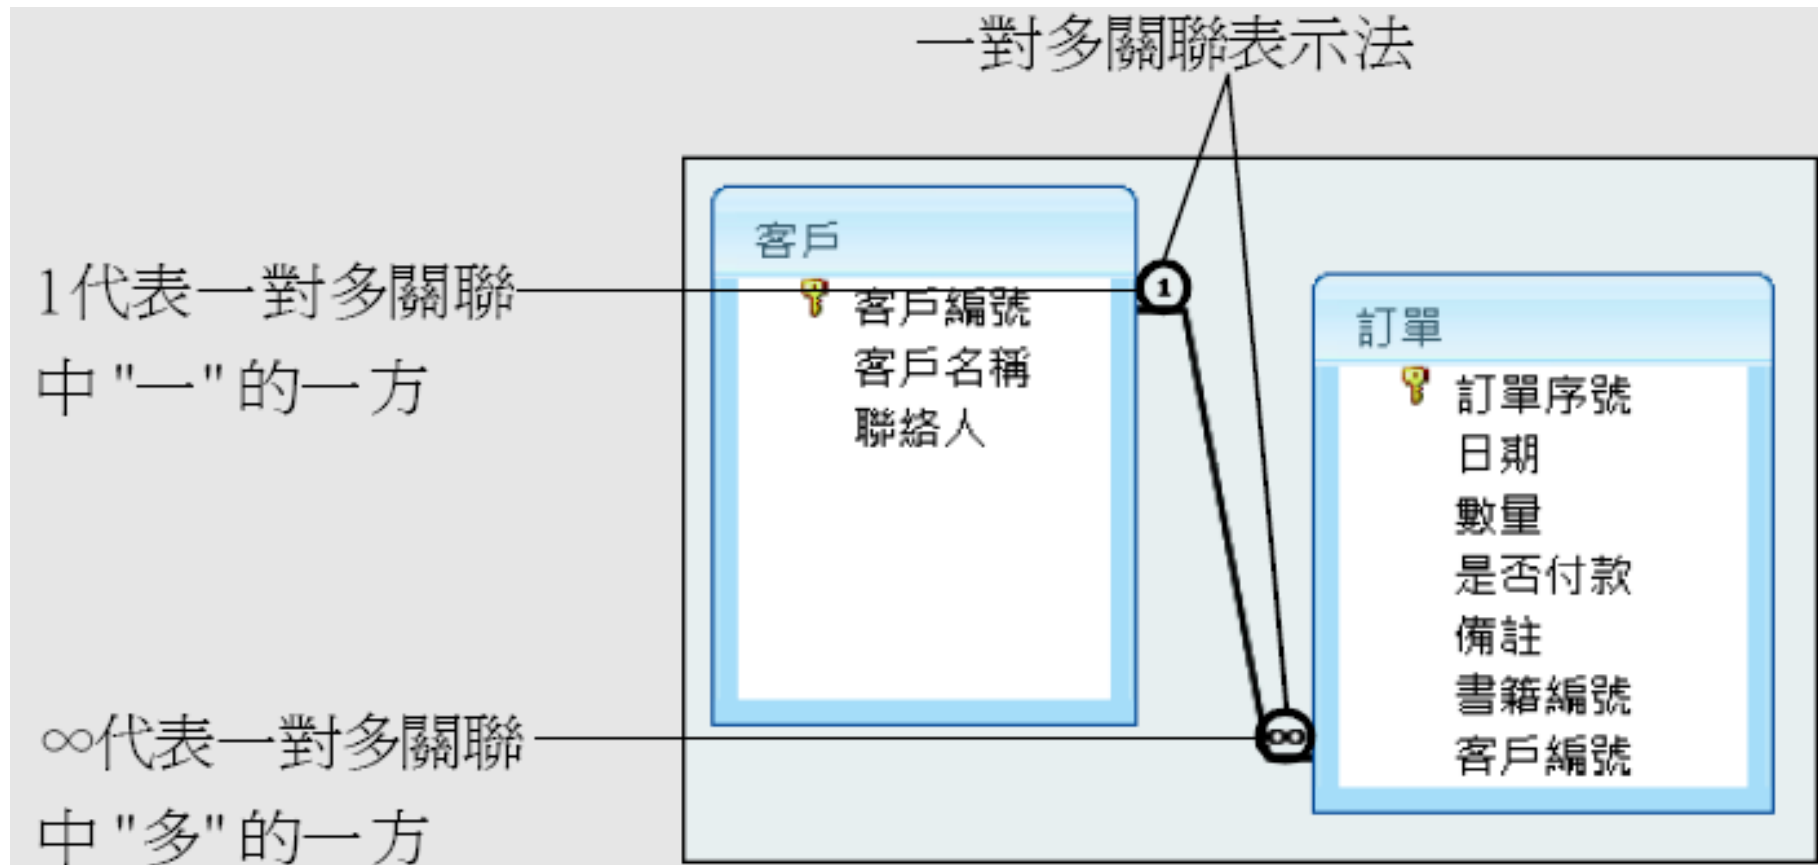 一對多關聯表示法
1代表一對多關聯
中"一"的一方
∞代表一對多關聯
中"多"的一方
客戶
客戶編號
客戶名稱
聯絡人
1
∞
訂單
訂單序號
日期
數量
是否付款
備註
書籍編號
客戶編號